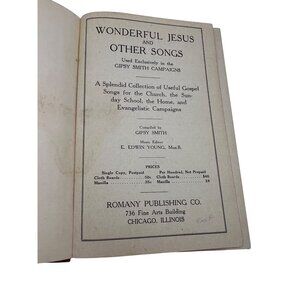 WONDERFUL JESUS
AND
OTHER SONGS
Used Exclusively in the
GIPSY SMITH CAMPAIGNS
A Splendid Collection of Useful Gospel
Songs for the Church, the Sun-
day School, the Home, and
Evangelistic Campaigns
Compiled by
GIPSY SMITH
Music Editor
E. EDWIN YOUNG, Mus.B.
PRICES
Single Copy, Postpaid Per Hundred, Not Prepaid
Cloth Boards 50c Cloth Boards $40
Manilla 35c Manilla
ROMANY PUBLISHING CO.
736 Fine Arts Building
CHICAGO, ILLINOIS